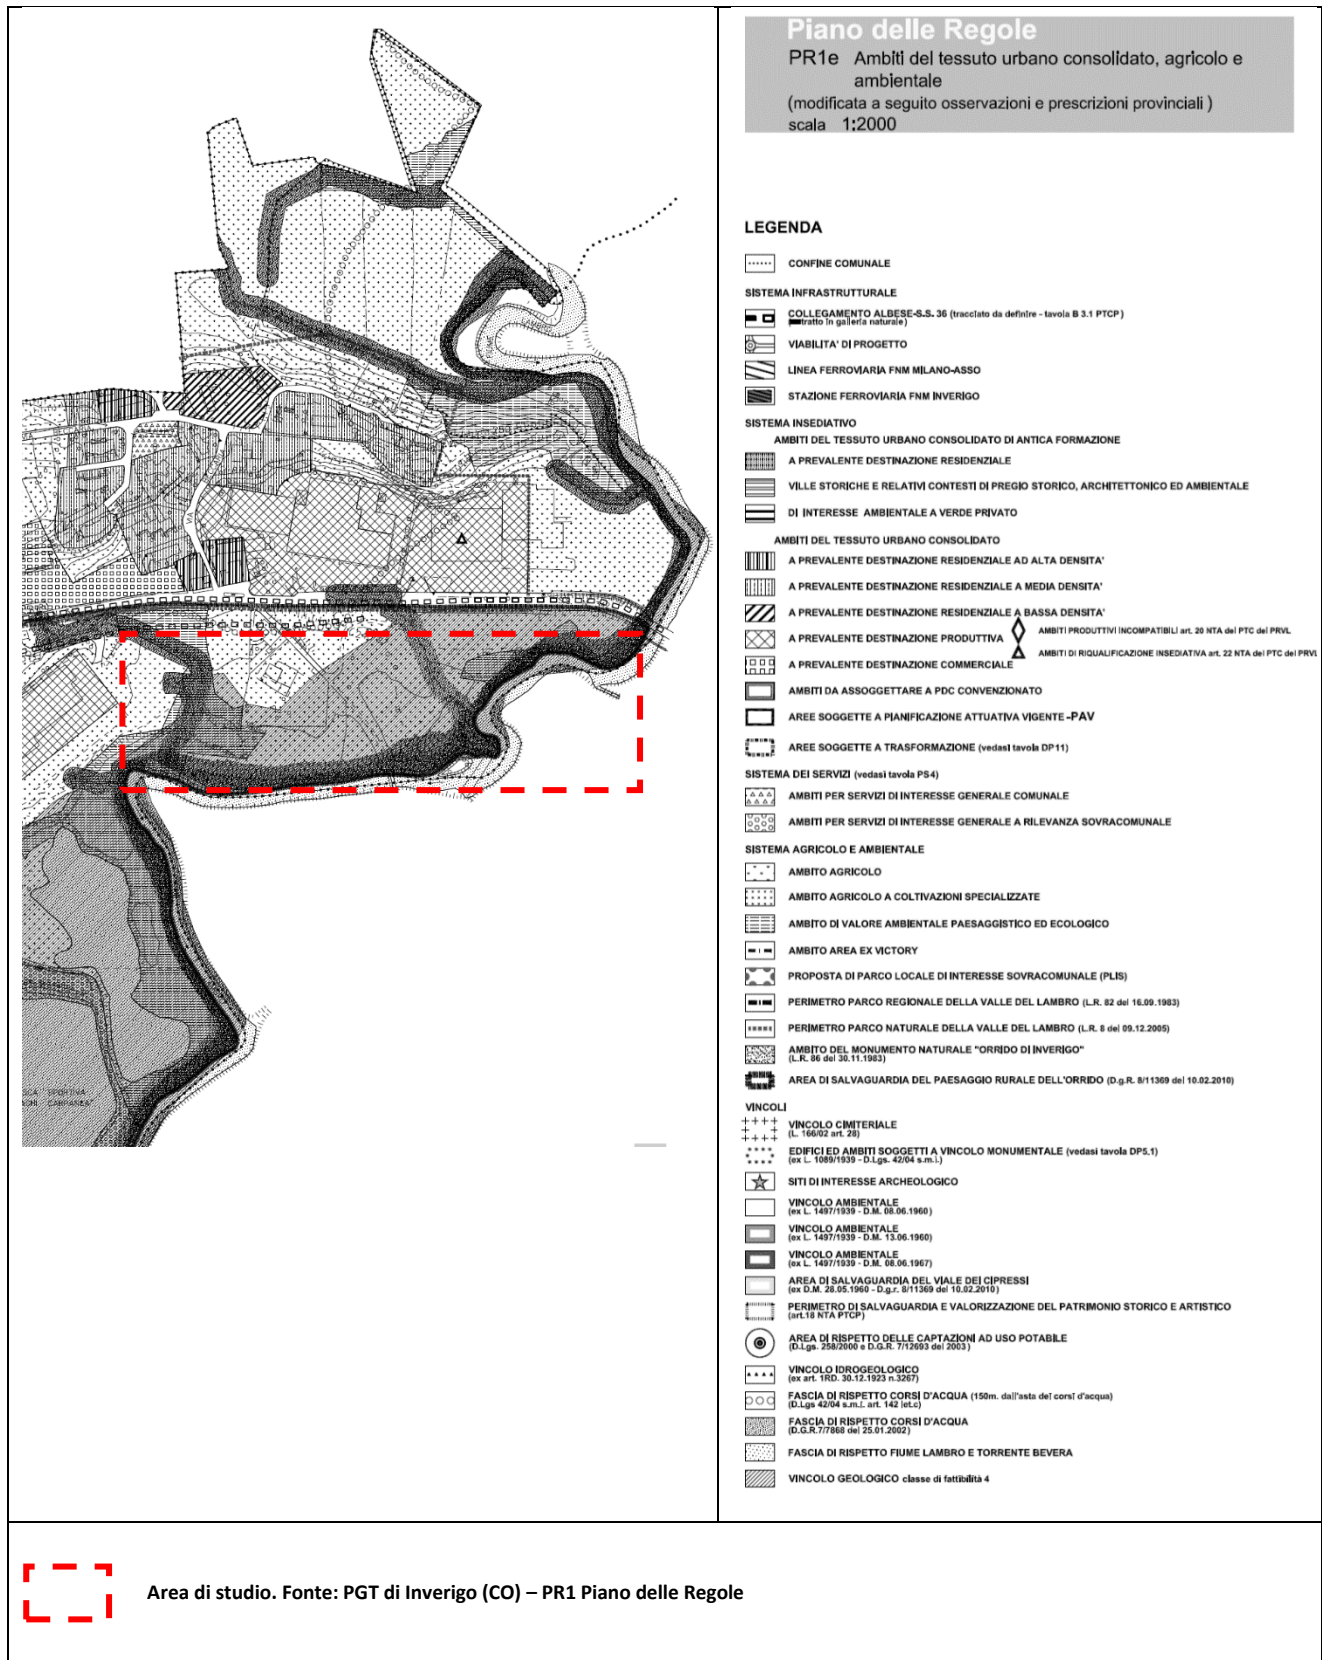 Piano delle Regole
PR1e Ambiti del tessuto urbano consolidato, agricolo e
ambientale
(modificata a seguito osservazioni e prescrizioni provinciali )
scala 1:2000
LEGENDA
CONFINE COMUNALE
SISTEMA INFRASTRUTTURALE
COLLEGAMENTO ALBESE-S.S. 36 (tracciato da definire - tavola B 3.1 PTCP)
tratto in galleria naturale)
VIABILITA' DI PROGETTO
LINEA FERROVIARIA FNM MILANO-ASSO
STAZIONE FERROVIARIA FNM INVERIGO
SISTEMA INSEDIATIVO
AMBITI DEL TESSUTO URBANO CONSOLIDATO DI ANTICA FORMAZIONE
A PREVALENTE DESTINAZIONE RESIDENZIALE
VILLE STORICHE E RELATIVI CONTESTI DI PREGIO STORICO, ARCHITETTONICO ED AMBIENTALE
DI INTERESSE AMBIENTALE A VERDE PRIVATO
AMBITI DEL TESSUTO URBANO CONSOLIDATO
A PREVALENTE DESTINAZIONE RESIDENZIALE AD ALTA DENSITA'
A PREVALENTE DESTINAZIONE RESIDENZIALE A MEDIA DENSITA'
A PREVALENTE DESTINAZIONE RESIDENZIALE A BASSA DENSITA'
A PREVALENTE DESTINAZIONE PRODUTTIVA
AMBITI PRODUTTIVI INCOMPATIBILI art. 20 NTA del PTC del PRVL
AMBITI DI RIQUALIFICAZIONE INSEDIATIVA art. 22 NTA del PTC del PRVL
A PREVALENTE DESTINAZIONE COMMERCIALE
AMBITI DA ASSOGGETTARE A PDC CONVENZIONATO
AREE SOGGETTE A PIANIFICAZIONE ATTUATIVA VIGENTE -PAV
AREE SOGGETTE A TRASFORMAZIONE (vedasi tavola DP11)
SISTEMA DEI SERVIZI (vedasi tavola PS4)
AMBITI PER SERVIZI DI INTERESSE GENERALE COMUNALE
AMBITI PER SERVIZI DI INTERESSE GENERALE A RILEVANZA SOVRACOMUNALE
SISTEMA AGRICOLO E AMBIENTALE
AMBITO AGRICOLO
AMBITO AGRICOLO A COLTIVAZIONI SPECIALIZZATE
AMBITO DI VALORE AMBIENTALE PAESAGGISTICO ED ECOLOGICO
AMBITO AREA EX VICTORY
PROPOSTA DI PARCO LOCALE DI INTERESSE SOVRACOMUNALE (PLIS)
PERIMETRO PARCO REGIONALE DELLA VALLE DEL LAMBRO (L.R. 82 del 16.09.1983)
PERIMETRO PARCO NATURALE DELLA VALLE DEL LAMBRO (L.R. 8 del 09.12.2005)
AMBITO DEL MONUMENTO NATURALE "ORRIDO DI INVERIGO"
(L.R. 86 del 30.11.1983)
AREA DI SALVAGUARDIA DEL PAESAGGIO RURALE DELL'ORRIDO (D.g.R. 8/11369 del 10.02.2010)
VINCOLI
VINCOLO CIMITERIALE
(L. 166/02 art. 28)
EDIFICI ED AMBITI SOGGETTI A VINCOLO MONUMENTALE (vedasi tavola DP5.1)
(ex L. 1089/1939 - D.Lgs. 42/04 s.m.i.)
SITI DI INTERESSE ARCHEOLOGICO
VINCOLO AMBIENTALE
(ex L. 1497/1939 - D.M. 08.06.1960)
VINCOLO AMBIENTALE
(ex L. 1497/1939 - D.M. 13.06.1960)
VINCOLO AMBIENTALE
(ex L. 1497/1939 - D.M. 08.06.1967)
AREA DI SALVAGUARDIA DEL VIALE DEI CIPRESSI
(ex D.M. 28.05.1960 - D.g.r. 8/11369 del 10.02.2010)
PERIMETRO DI SALVAGUARDIA E VALORIZZAZIONE DEL PATRIMONIO STORICO E ARTISTICO
(art.18 NTA PTCP)
AREA DI RISPETTO DELLE CAPTAZIONI AD USO POTABILE
(D.Lgs. 258/2000 e D.G.R. 7/12693 del 2003)
VINCOLO IDROGEOLOGICO
(ex art. 1RD. 30.12.1923 n.3267)
FASCIA DI RISPETTO CORSI D'ACQUA (150m. dall'asta dei corsi d'acqua)
(D.Lgs 42/04 s.m.i. art. 142 let.c)
FASCIA DI RISPETTO CORSI D'ACQUA
(D.G.R.7/7868 del 25.01.2002)
FASCIA DI RISPETTO FIUME LAMBRO E TORRENTE BEVERA
VINCOLO GEOLOGICO classe di fattibilità 4
VIA
SPORTIVA
Area di studio. Fonte: PGT di Inverigo (CO) – PR1 Piano delle Regole